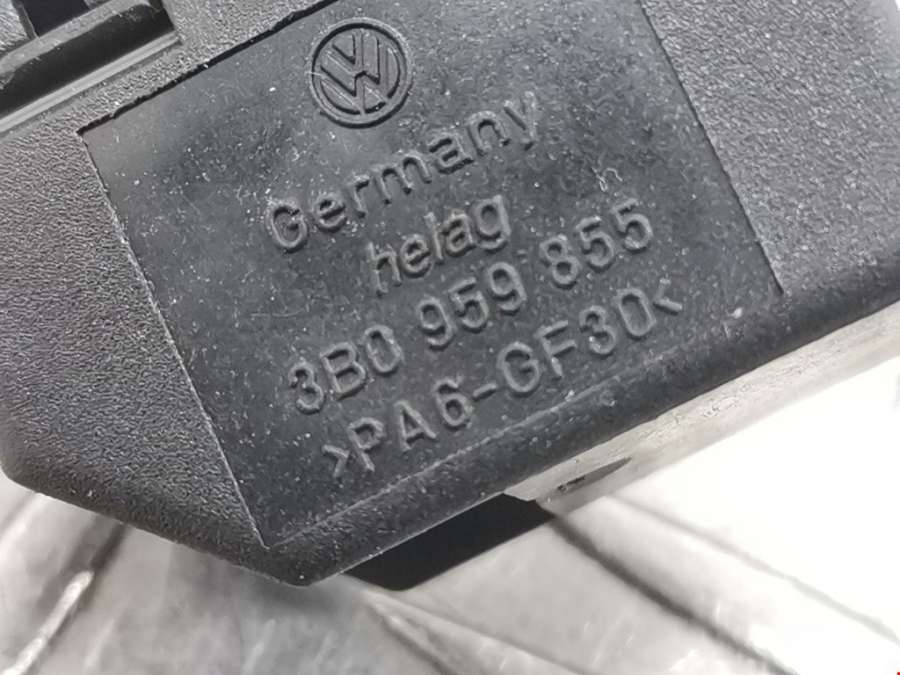 Germany
helag
3B0 959 855
>PA6-GF30<